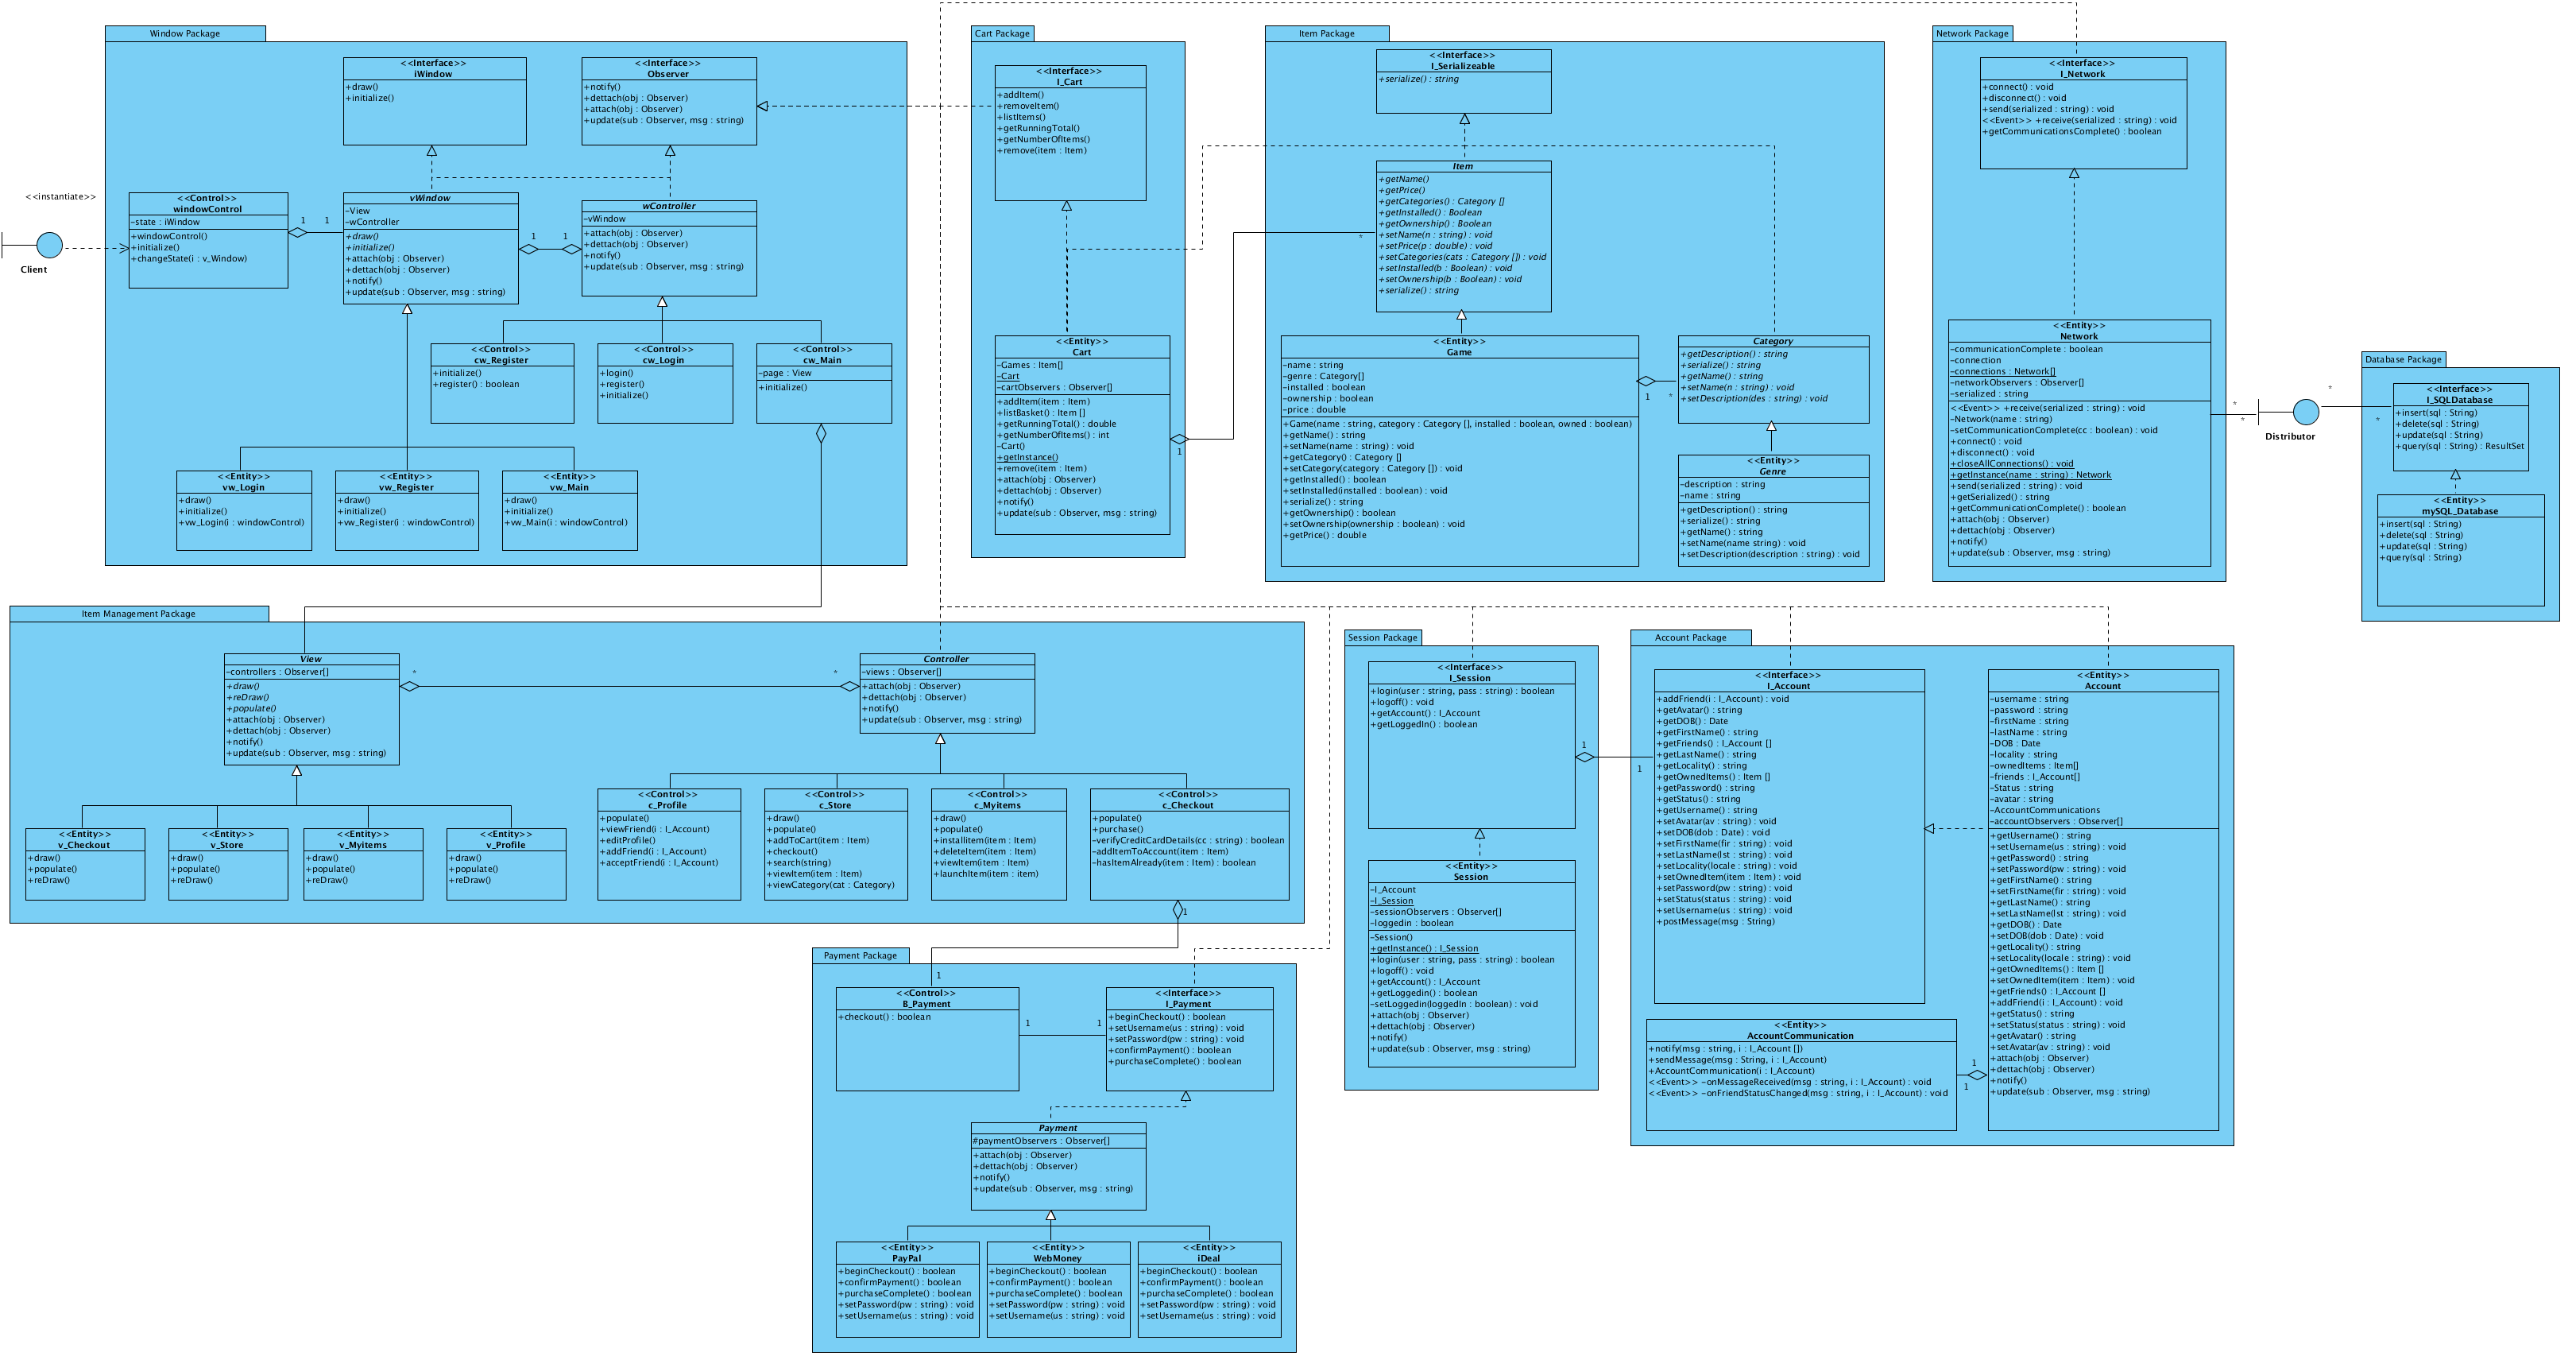 Window Package
<<Interface>>
iWindow
+draw()
+initialize()
<<Interface>>
Observer
+notify()
+dettach(obj : Observer)
+attach(obj : Observer)
+update(sub : Observer, msg : string)
<<instantiate>>
Client
<<Control>>
windowControl
-state : iWindow
+windowControl()
+initialize()
+changeState(i : v_Window)
1
1
vWindow
-View
-wController
+draw()
+initialize()
+attach(obj : Observer)
+dettach(obj : Observer)
+notify()
+update(sub : Observer, msg : string)
1
1
wController
-vWindow
+attach(obj : Observer)
+dettach(obj : Observer)
+notify()
+update(sub : Observer, msg : string)
<<Control>>
cw_Register
+initialize()
+register() : boolean
<<Control>>
cw_Login
+login()
+register()
+initialize()
<<Control>>
cw_Main
-page : View
+initialize()
<<Entity>>
vw_Login
+draw()
+initialize()
+vw_Login(i : windowControl)
<<Entity>>
vw_Register
+draw()
+initialize()
+vw_Register(i : windowControl)
<<Entity>>
vw_Main
+draw()
+initialize()
+vw_Main(i : windowControl)
Cart Package
<<Interface>>
I_Cart
+addItem()
+removeItem()
+listItems()
+getRunningTotal()
+getNumberOfItems()
+remove(item : Item)
<<Entity>>
Cart
-Games : Item[]
-Cart
-cartObservers : Observer[]
+addItem(item : Item)
+listBasket() : Item []
+getRunningTotal() : double
+getNumberOfItems() : int
-Cart()
+getInstance()
+remove(item : Item)
+attach(obj : Observer)
+dettach(obj : Observer)
+notify()
+update(sub : Observer, msg : string)
1
*
Item Package
<<Interface>>
I_Serializeable
+serialize() : string
Item
+getName()
+getPrice()
+getCategories() : Category []
+getInstalled() : Boolean
+getOwnership() : Boolean
+setName(n : string) : void
+setPrice(p : double) : void
+setCategories(cats : Category []) : void
+setInstalled(b : Boolean) : void
+setOwnership(b : Boolean) : void
+serialize() : string
<<Entity>>
Game
-name : string
-genre : Category[]
-installed : boolean
-ownership : boolean
-price : double
+Game(name : string, category : Category [], installed : boolean, owned : boolean)
+getName() : string
+setName(name : string) : void
+getCategory() : Category []
+setCategory(category : Category []) : void
+getInstalled() : boolean
+setInstalled(installed : boolean) : void
+serialize() : string
+getOwnership() : boolean
+setOwnership(ownership : boolean) : void
+getPrice() : double
1
*
Category
+getDescription() : string
+serialize() : string
+getName() : string
+setName(n : string) : void
+setDescription(des : string) : void
<<Entity>>
Genre
-description : string
-name : string
+getDescription() : string
+serialize() : string
+getName() : string
+setName(name string) : void
+setDescription(description : string) : void
Network Package
<<Interface>>
I_Network
+connect() : void
+disconnect() : void
+send(serialized : string) : void
<<Event>> +receive(serialized : string) : void
+getCommunicationsComplete() : boolean
<<Entity>>
Network
-communicationComplete : boolean
-connection
-connections : Network[]
-networkObservers : Observer[]
-serialized : string
<<Event>> +receive(serialized : string) : void
-Network(name : string)
-setCommunicationComplete(cc : boolean) : void
+connect() : void
+disconnect() : void
+closeAllConnections() : void
+getInstance(name : string) : Network
+send(serialized : string) : void
+getSerialized() : string
+getCommunicationComplete() : boolean
+attach(obj : Observer)
+dettach(obj : Observer)
+notify()
+update(sub : Observer, msg : string)
*
*
Distributor
*
*
Database Package
<<Interface>>
I_SQLDatabase
+insert(sql : String)
+delete(sql : String)
+update(sql : String)
+query(sql : String) : ResultSet
<<Entity>>
mySQL_Database
+insert(sql : String)
+delete(sql : String)
+update(sql : String)
+query(sql : String)
Item Management Package
View
-controllers : Observer[]
+draw()
+reDraw()
+populate()
+attach(obj : Observer)
+dettach(obj : Observer)
+notify()
+update(sub : Observer, msg : string)
*
*
Controller
-views : Observer[]
+attach(obj : Observer)
+dettach(obj : Observer)
+notify()
+update(sub : Observer, msg : string)
<<Entity>>
v_Checkout
+draw()
+populate()
+reDraw()
<<Entity>>
v_Store
+draw()
+populate()
+reDraw()
<<Entity>>
v_Myitems
+draw()
+populate()
+reDraw()
<<Entity>>
v_Profile
+draw()
+populate()
+reDraw()
<<Control>>
c_Profile
+populate()
+viewFriend(i : I_Account)
+editProfile()
+addFriend(i : I_Account)
+acceptFriend(i : I_Account)
<<Control>>
c_Store
+draw()
+populate()
+addToCart(item : Item)
+checkout()
+search(string)
+viewItem(item : Item)
+viewCategory(cat : Category)
<<Control>>
c_Myitems
+draw()
+populate()
+installitem(item : Item)
+deleteItem(item : Item)
+viewItem(item : Item)
+launchItem(item : item)
<<Control>>
c_Checkout
+populate()
+purchase()
-verifyCreditCardDetails(cc : string) : boolean
-addItemToAccount(item : Item)
-hasItemAlready(item : Item) : boolean
1
1
Payment Package
<<Control>>
B_Payment
+checkout() : boolean
1
1
<<Interface>>
I_Payment
+beginCheckout() : boolean
+setUsername(us : string) : void
+setPassword(pw : string) : void
+confirmPayment() : boolean
+purchaseComplete() : boolean
Payment
#paymentObservers : Observer[]
+attach(obj : Observer)
+dettach(obj : Observer)
+notify()
+update(sub : Observer, msg : string)
<<Entity>>
PayPal
+beginCheckout() : boolean
+confirmPayment() : boolean
+purchaseComplete() : boolean
+setPassword(pw : string) : void
+setUsername(us : string) : void
<<Entity>>
WebMoney
+beginCheckout() : boolean
+confirmPayment() : boolean
+purchaseComplete() : boolean
+setPassword(pw : string) : void
+setUsername(us : string) : void
<<Entity>>
iDeal
+beginCheckout() : boolean
+confirmPayment() : boolean
+purchaseComplete() : boolean
+setPassword(pw : string) : void
+setUsername(us : string) : void
Session Package
<<Interface>>
I_Session
+login(user : string, pass : string) : boolean
+logoff() : void
+getAccount() : I_Account
+getLoggedIn() : boolean
<<Entity>>
Session
-I_Account
-I_Session
-sessionObservers : Observer[]
-loggedin : boolean
-Session()
+getInstance() : I_Session
+login(user : string, pass : string) : boolean
+logoff() : void
+getAccount() : I_Account
+getLoggedin() : boolean
-setLoggedin(loggedIn : boolean) : void
+attach(obj : Observer)
+dettach(obj : Observer)
+notify()
+update(sub : Observer, msg : string)
1
1
Account Package
<<Interface>>
I_Account
+addFriend(i : I_Account) : void
+getAvatar() : string
+getDOB() : Date
+getFirstName() : string
+getFriends() : I_Account []
+getLastName() : string
+getLocality() : string
+getOwnedItems() : Item []
+getPassword() : string
+getStatus() : string
+getUsername() : string
+setAvatar(av : string) : void
+setDOB(dob : Date) : void
+setFirstName(fir : string) : void
+setLastName(lst : string) : void
+setLocality(locale : string) : void
+setOwnedItem(item : Item) : void
+setPassword(pw : string) : void
+setStatus(status : string) : void
+setUsername(us : string) : void
+postMessage(msg : String)
<<Entity>>
Account
-username : string
-password : string
-firstName : string
-lastName : string
-DOB : Date
-locality : string
-ownedItems : Item[]
-friends : I_Account[]
-Status : string
-avatar : string
-AccountCommunications
-accountObservers : Observer[]
+getUsername() : string
+setUsername(us : string) : void
+getPassword() : string
+setPassword(pw : string) : void
+getFirstName() : string
+setFirstName(fir : string) : void
+getLastName() : string
+setLastName(lst : string) : void
+getDOB() : Date
+setDOB(dob : Date) : void
+getLocality() : string
+setLocality(locale : string) : void
+getOwnedItems() : Item []
+setOwnedItem(item : Item) : void
+getFriends() : I_Account []
+addFriend(i : I_Account) : void
+getStatus() : string
+setStatus(status : string) : void
+getAvatar() : string
+setAvatar(av : string) : void
+attach(obj : Observer)
+dettach(obj : Observer)
+notify()
+update(sub : Observer, msg : string)
<<Entity>>
AccountCommunication
+notify(msg : string, i : I_Account [])
+sendMessage(msg : String, i : I_Account)
+AccountCommunication(i : I_Account)
<<Event>> -onMessageReceived(msg : string, i : I_Account) : void
<<Event>> -onFriendStatusChanged(msg : string, i : I_Account) : void
1
1